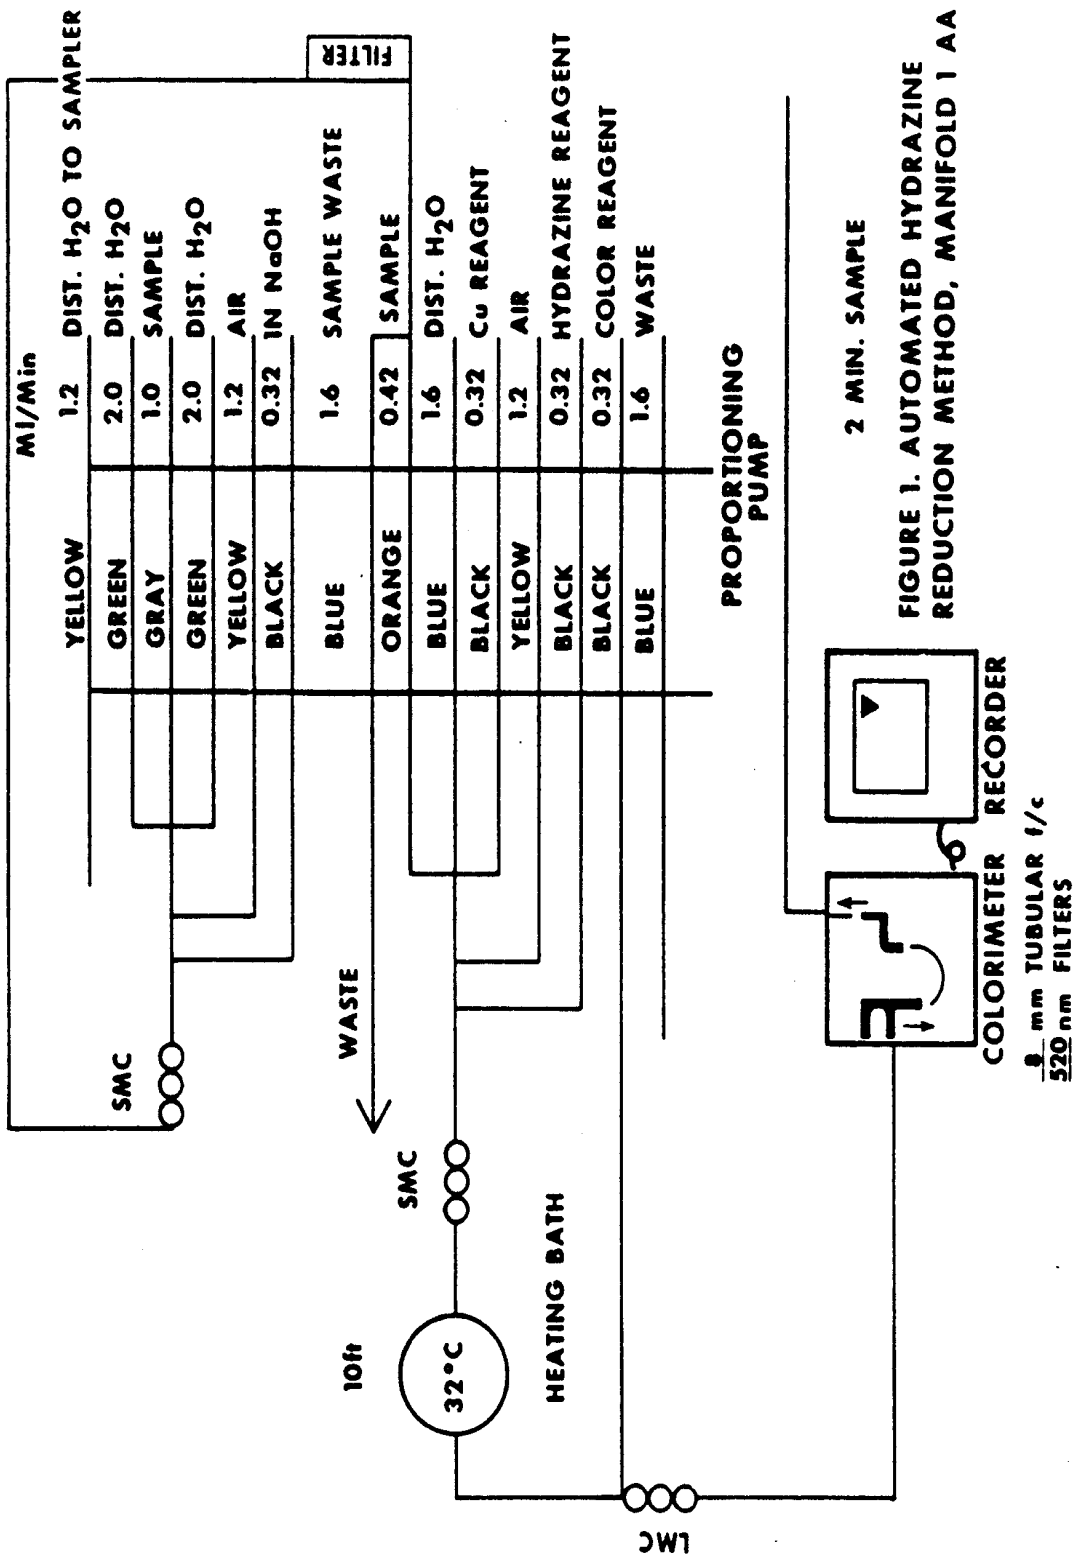 Ml/Min
YELLOW 1.2 DIST. H2O TO SAMPLER
GREEN 2.0 DIST. H2O
GRAY 1.0 SAMPLE
GREEN 2.0 DIST. H2O
YELLOW 1.2 AIR
BLACK 0.32 1N NaOH
FILTER
BLUE 1.6 SAMPLE WASTE
ORANGE 0.42 SAMPLE
BLUE 1.6 DIST. H2O
BLACK 0.32 Cu REAGENT
YELLOW 1.2 AIR
BLACK 0.32 HYDRAZINE REAGENT
BLACK 0.32 COLOR REAGENT
BLUE 1.6 WASTE
SMC
WASTE
SMC
10ft
32°C
HEATING BATH
LMC
PROPORTIONING
PUMP
2 MIN. SAMPLE
COLORIMETER
RECORDER
8 mm TUBULAR f/c
520 nm FILTERS
FIGURE 1. AUTOMATED HYDRAZINE
REDUCTION METHOD, MANIFOLD 1 AA